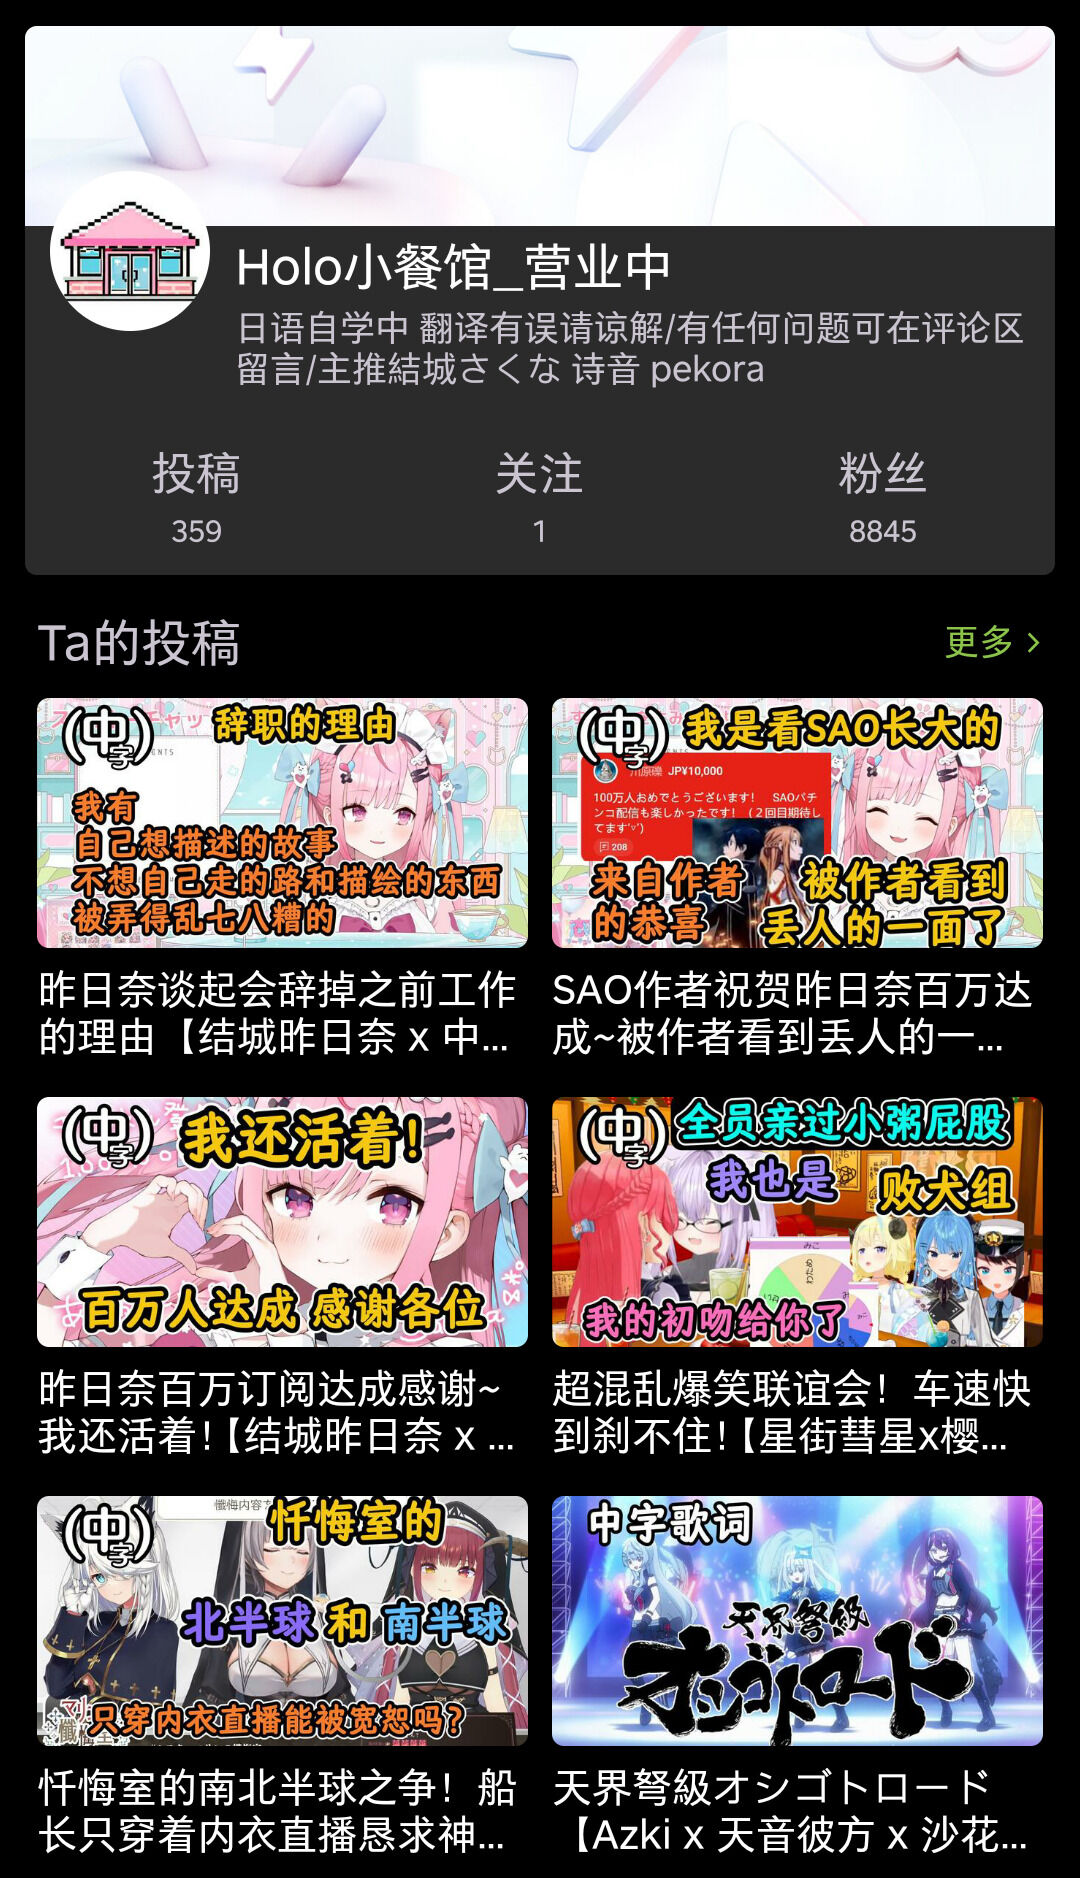 Holo小餐馆_营业中
日语自学中 翻译有误请谅解/有任何问题可在评论区
留言/主推結城さくな 诗音 pekora
投稿
关注
粉丝
359
1
8845
Ta的投稿
更多
(中)字
辞职的理由
我有
自己想描述的故事
不想自己走的路和描绘的东西
被弄得乱七八糟的
昨日奈谈起会辞掉之前工作
的理由【结城昨日奈 x 中...
(中)字
我是看SAO长大的
川原礫 JP¥10,000
100万人おめでとうございます！ SAOパチ
ンコ配信も楽しかったです！（２回目期待し
てます'▽'）
208
来自作者
的恭喜
被作者看到
丢人的一面了
SAO作者祝贺昨日奈百万达
成~被作者看到丢人的一...
(中)字
我还活着!
百万人达成 感谢各位
昨日奈百万订阅达成感谢~
我还活着!【结城昨日奈 x ...
(中)字
全员亲过小粥屁股
我也是
败犬组
みこ
わため
我的初吻给你了
超混乱爆笑联谊会！车速快
到刹不住!【星街彗星x樱...
(中)字
懺悔内容
忏悔室的
北半球 和 南半球
只穿内衣直播能被宽恕吗?
忏悔室的南北半球之争！船
长只穿着内衣直播恳求神...
中字歌词
天界弩級
オシゴトロード
天界弩級オシゴトロード
【Azki x 天音彼方 x 沙花...